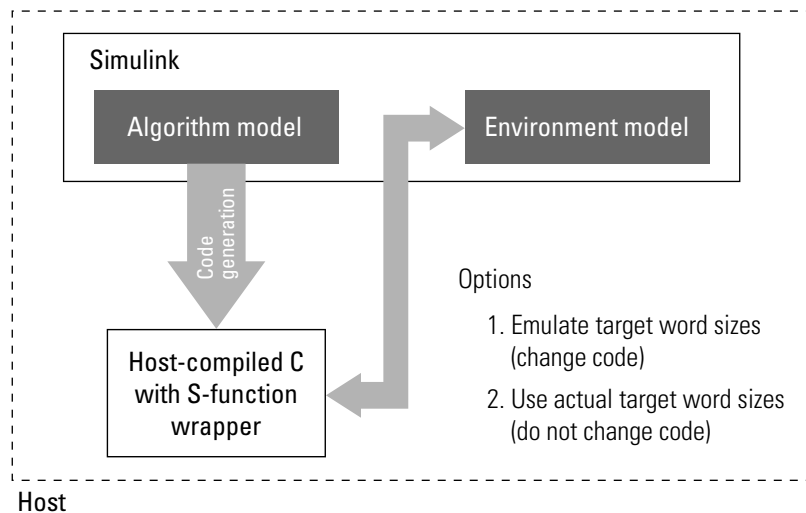 Simulink
Algorithm model
Environment model
Code
generation
Options
1. Emulate target word sizes
(change code)
2. Use actual target word sizes
(do not change code)
Host-compiled C
with S-function
wrapper
Host